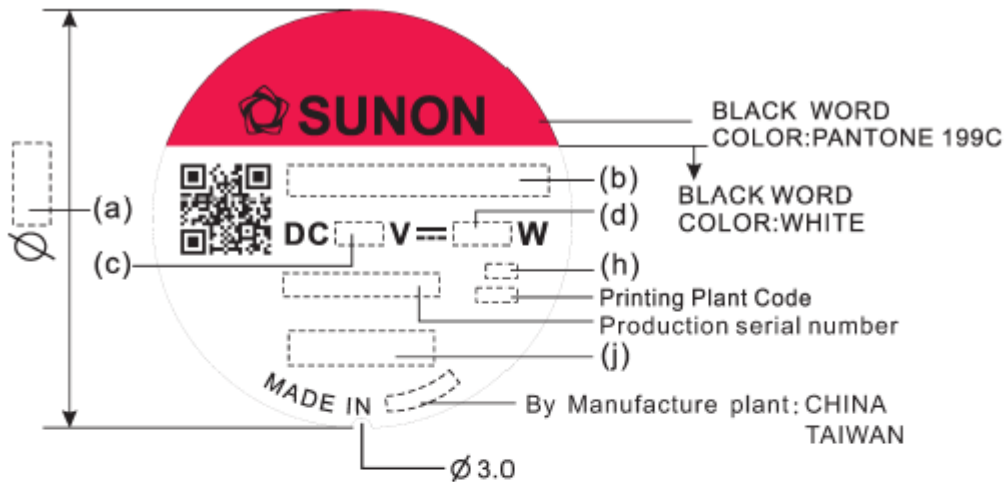 SUNON
BLACK WORD
COLOR:PANTONE 199C
BLACK WORD
COLOR:WHITE
(a)
(b)
DC V⎓ W
(d)
(c)
(h)
Printing Plant Code
Production serial number
(j)
MADE IN
By Manufacture plant: CHINA
TAIWAN
Ø
Ø3.0